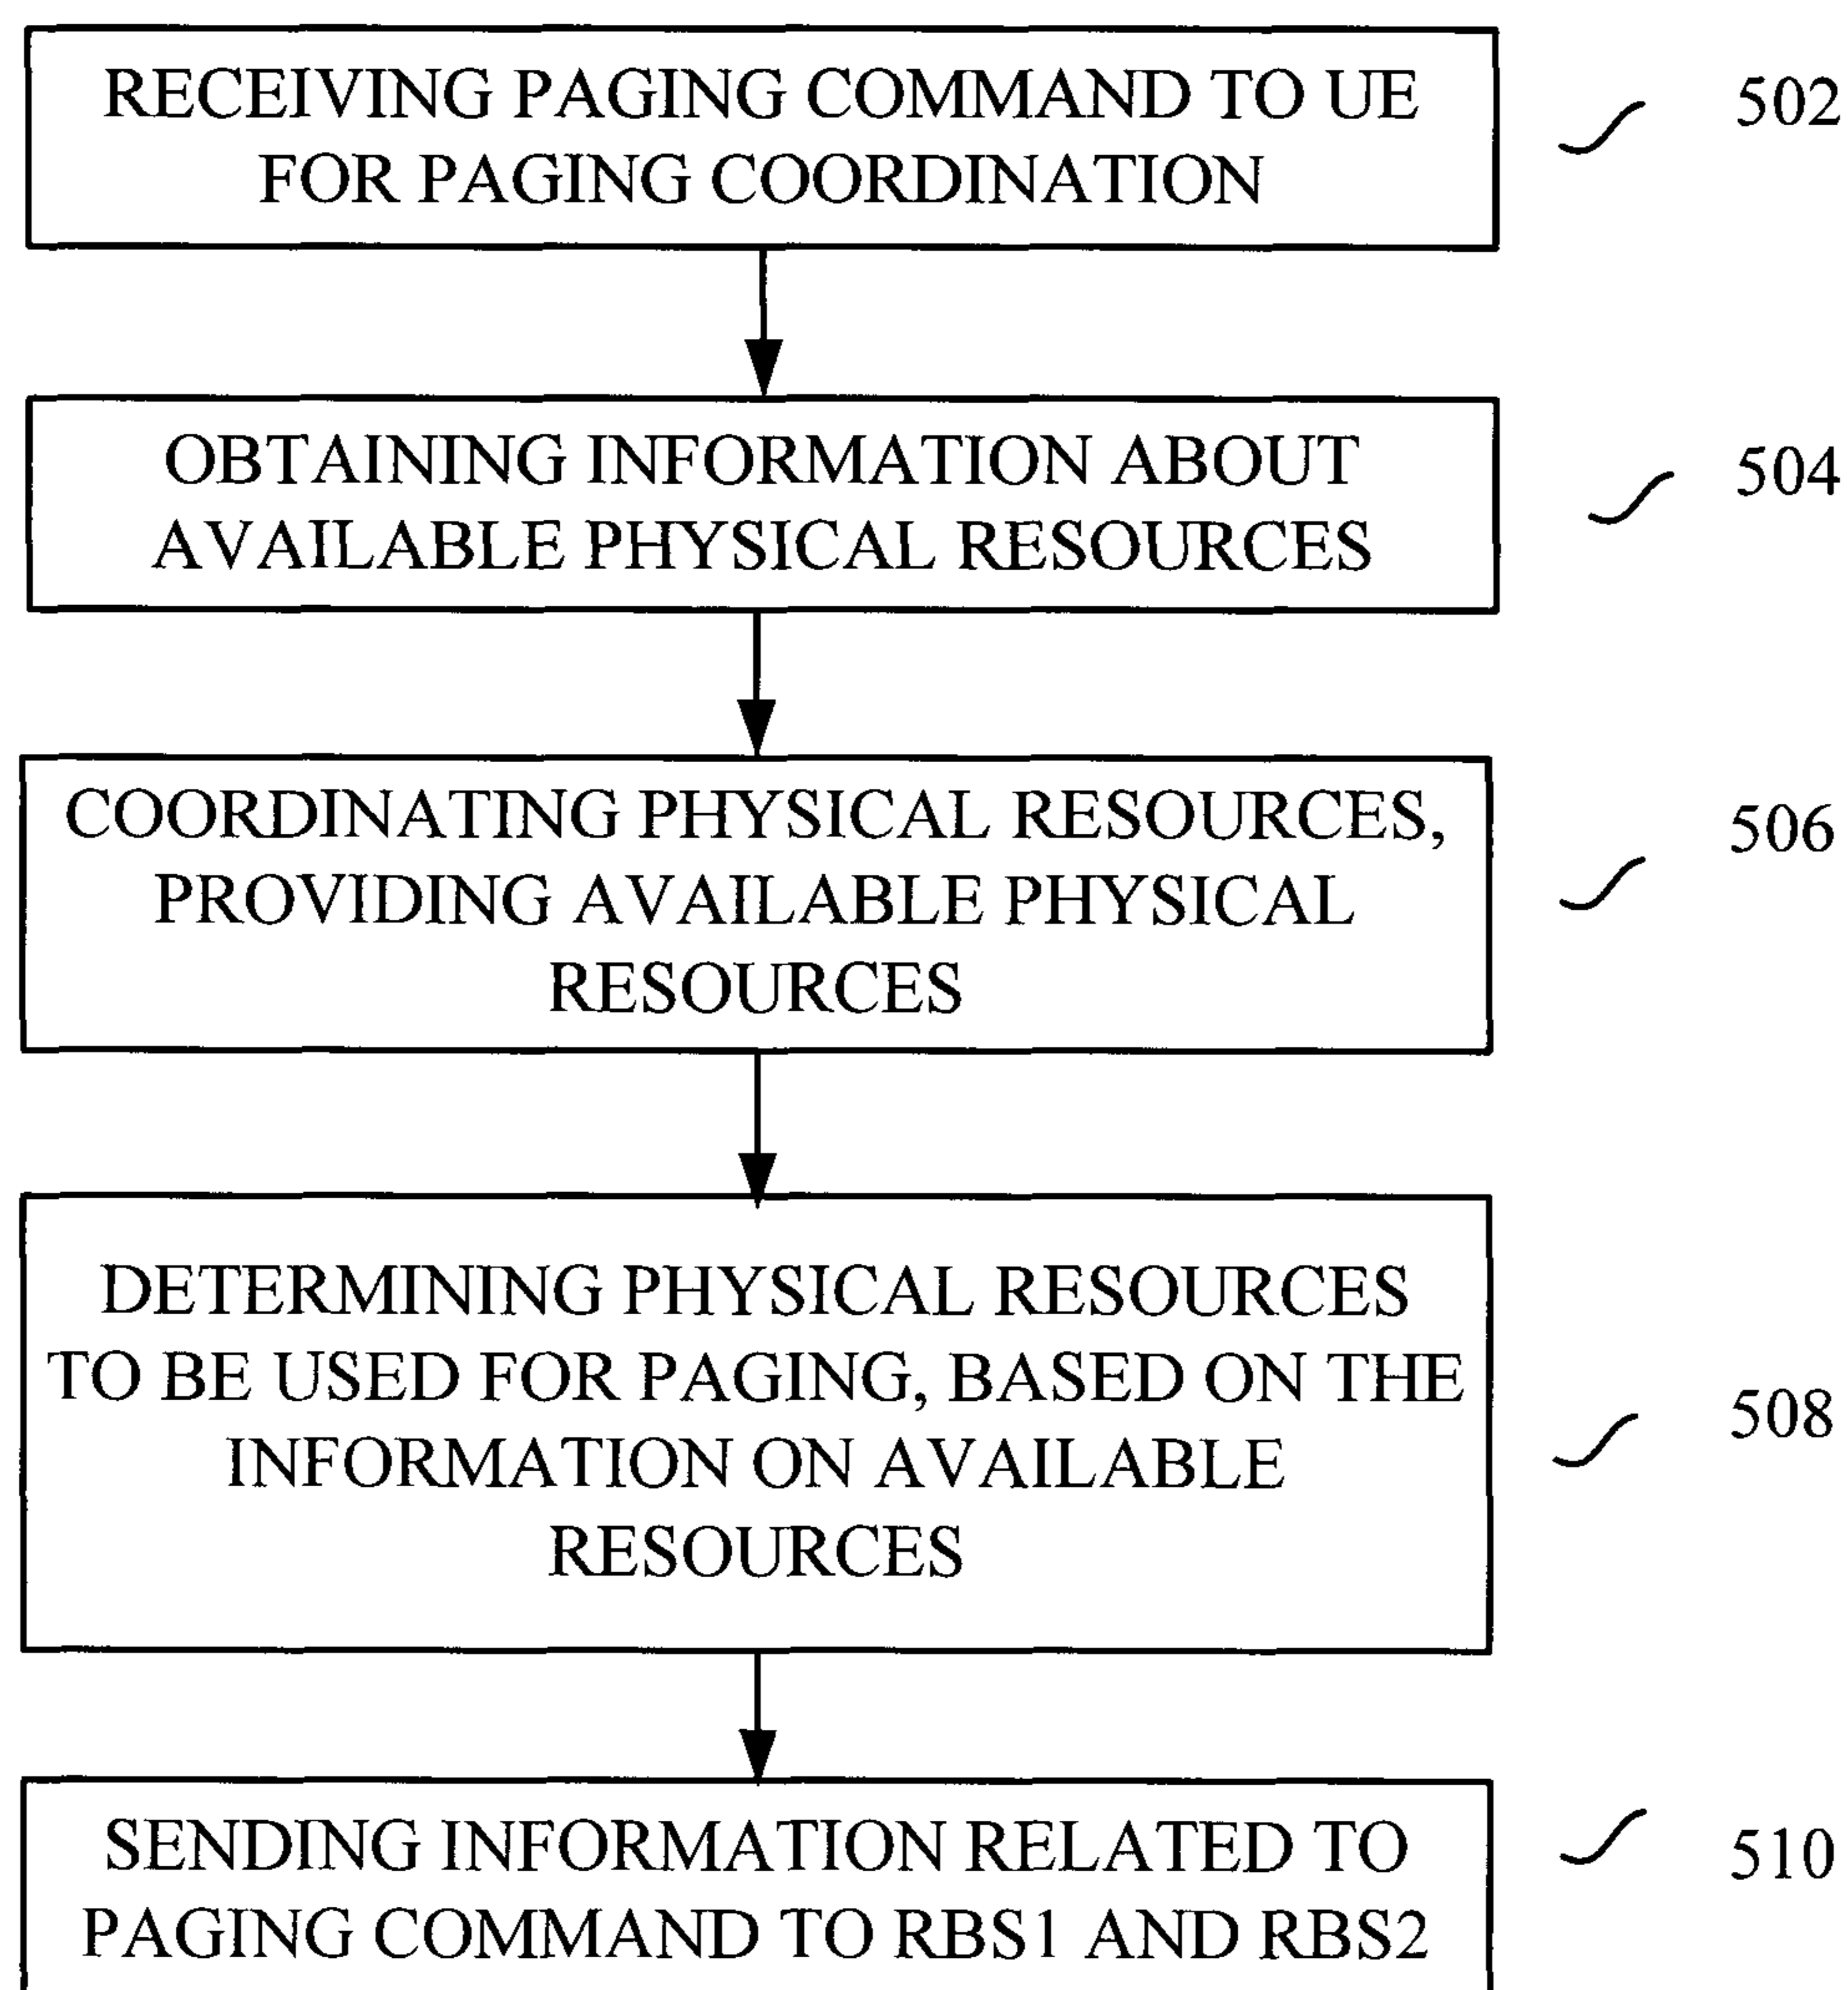 RECEIVING PAGING COMMAND TO UE
FOR PAGING COORDINATION
502
OBTAINING INFORMATION ABOUT
AVAILABLE PHYSICAL RESOURCES
504
COORDINATING PHYSICAL RESOURCES,
PROVIDING AVAILABLE PHYSICAL
RESOURCES
506
DETERMINING PHYSICAL RESOURCES
TO BE USED FOR PAGING, BASED ON THE
INFORMATION ON AVAILABLE
RESOURCES
508
SENDING INFORMATION RELATED TO
PAGING COMMAND TO RBS1 AND RBS2
510